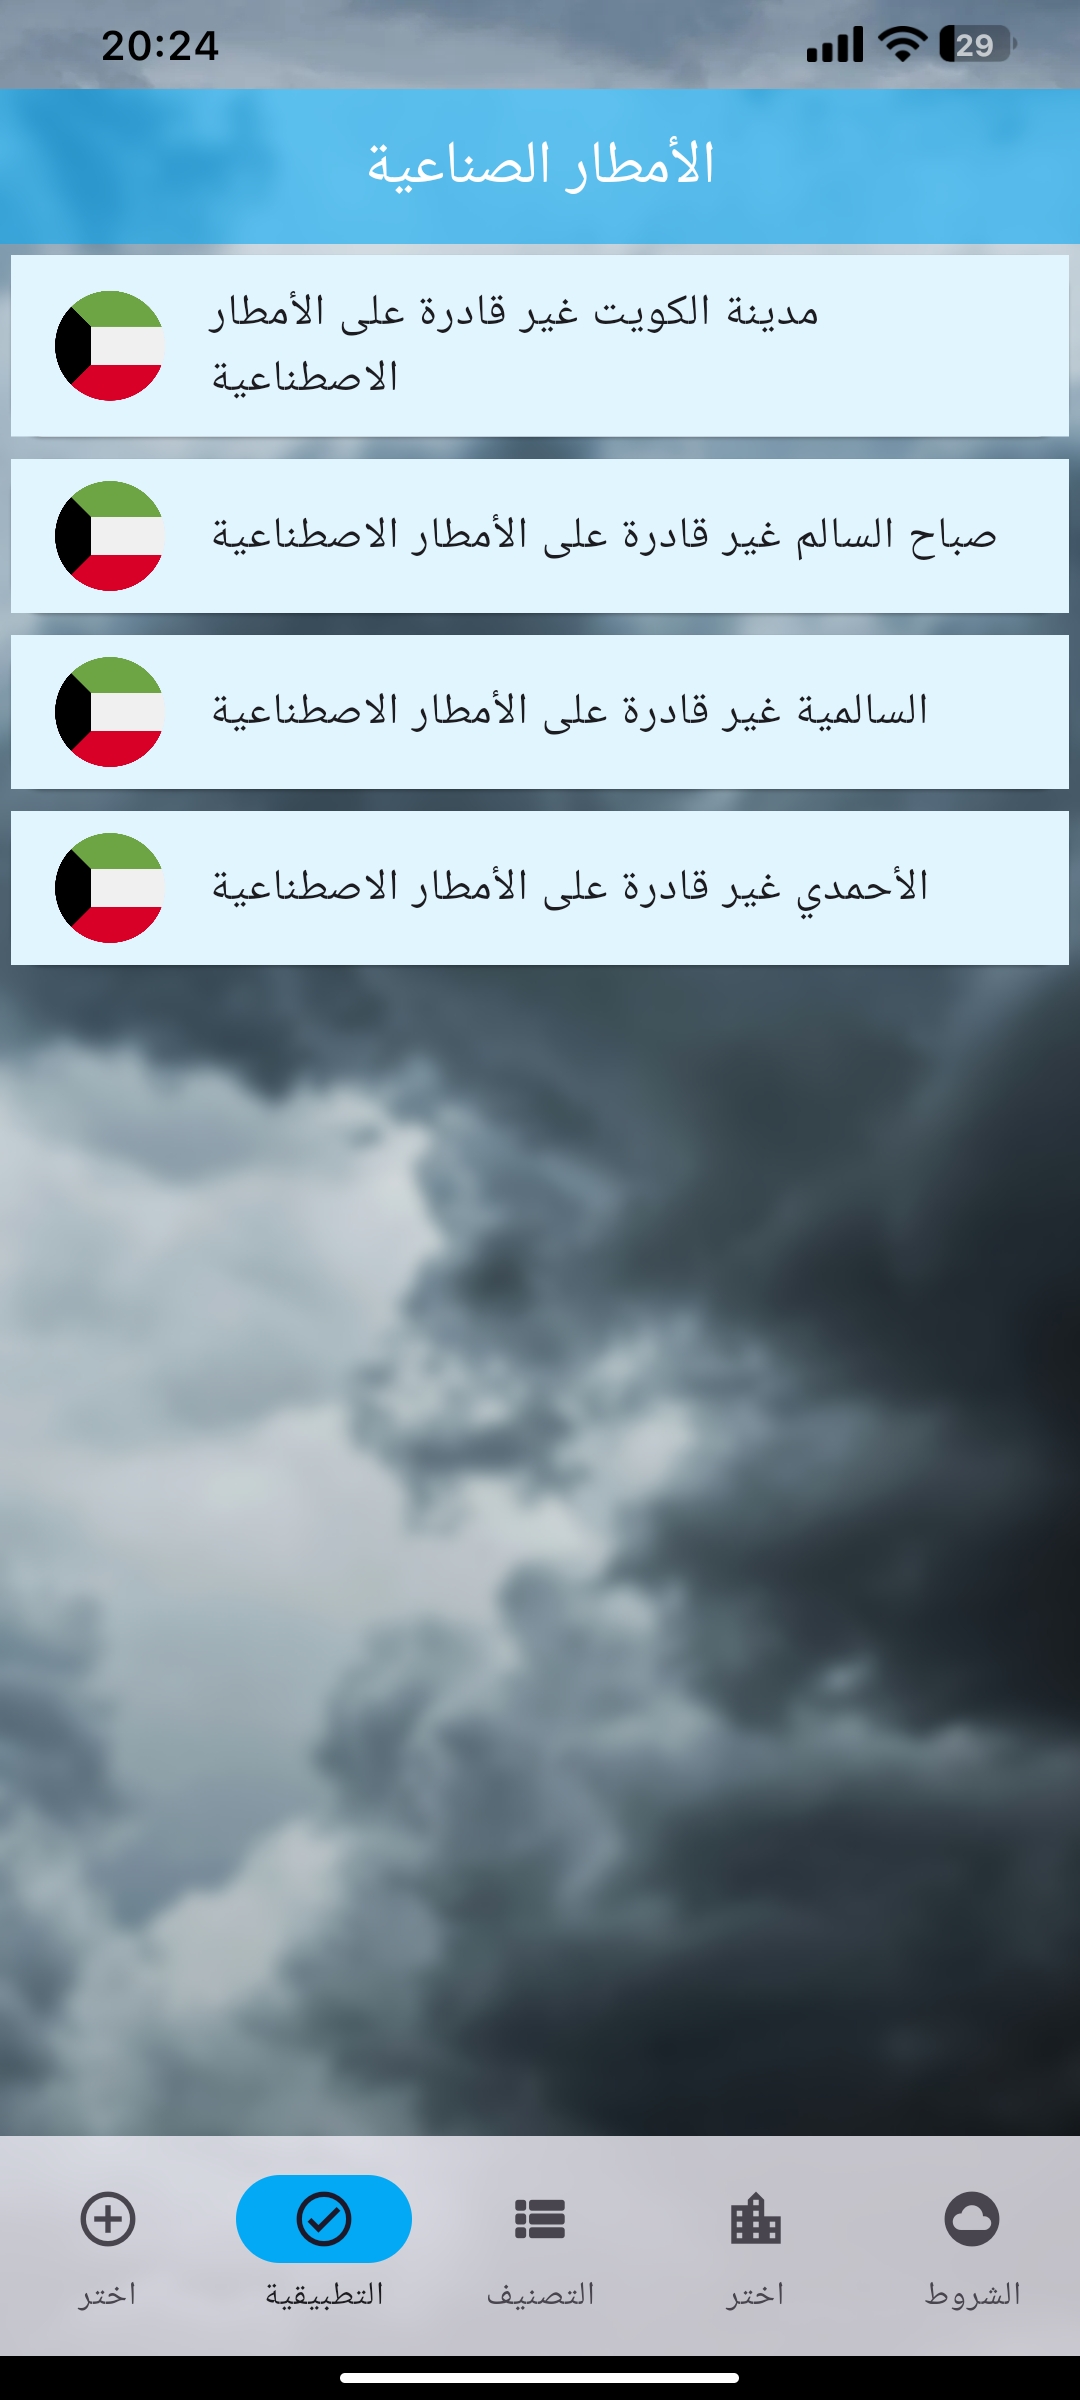 20:24
29
الأمطار الصناعية
مدينة الكويت غير قادرة على الأمطار
الاصطناعية
صباح السالم غير قادرة على الأمطار الاصطناعية
السالمية غير قادرة على الأمطار الاصطناعية
الأحمدي غير قادرة على الأمطار الاصطناعية
الشروط
اختر
التصنيف
التطبيقية
اختر